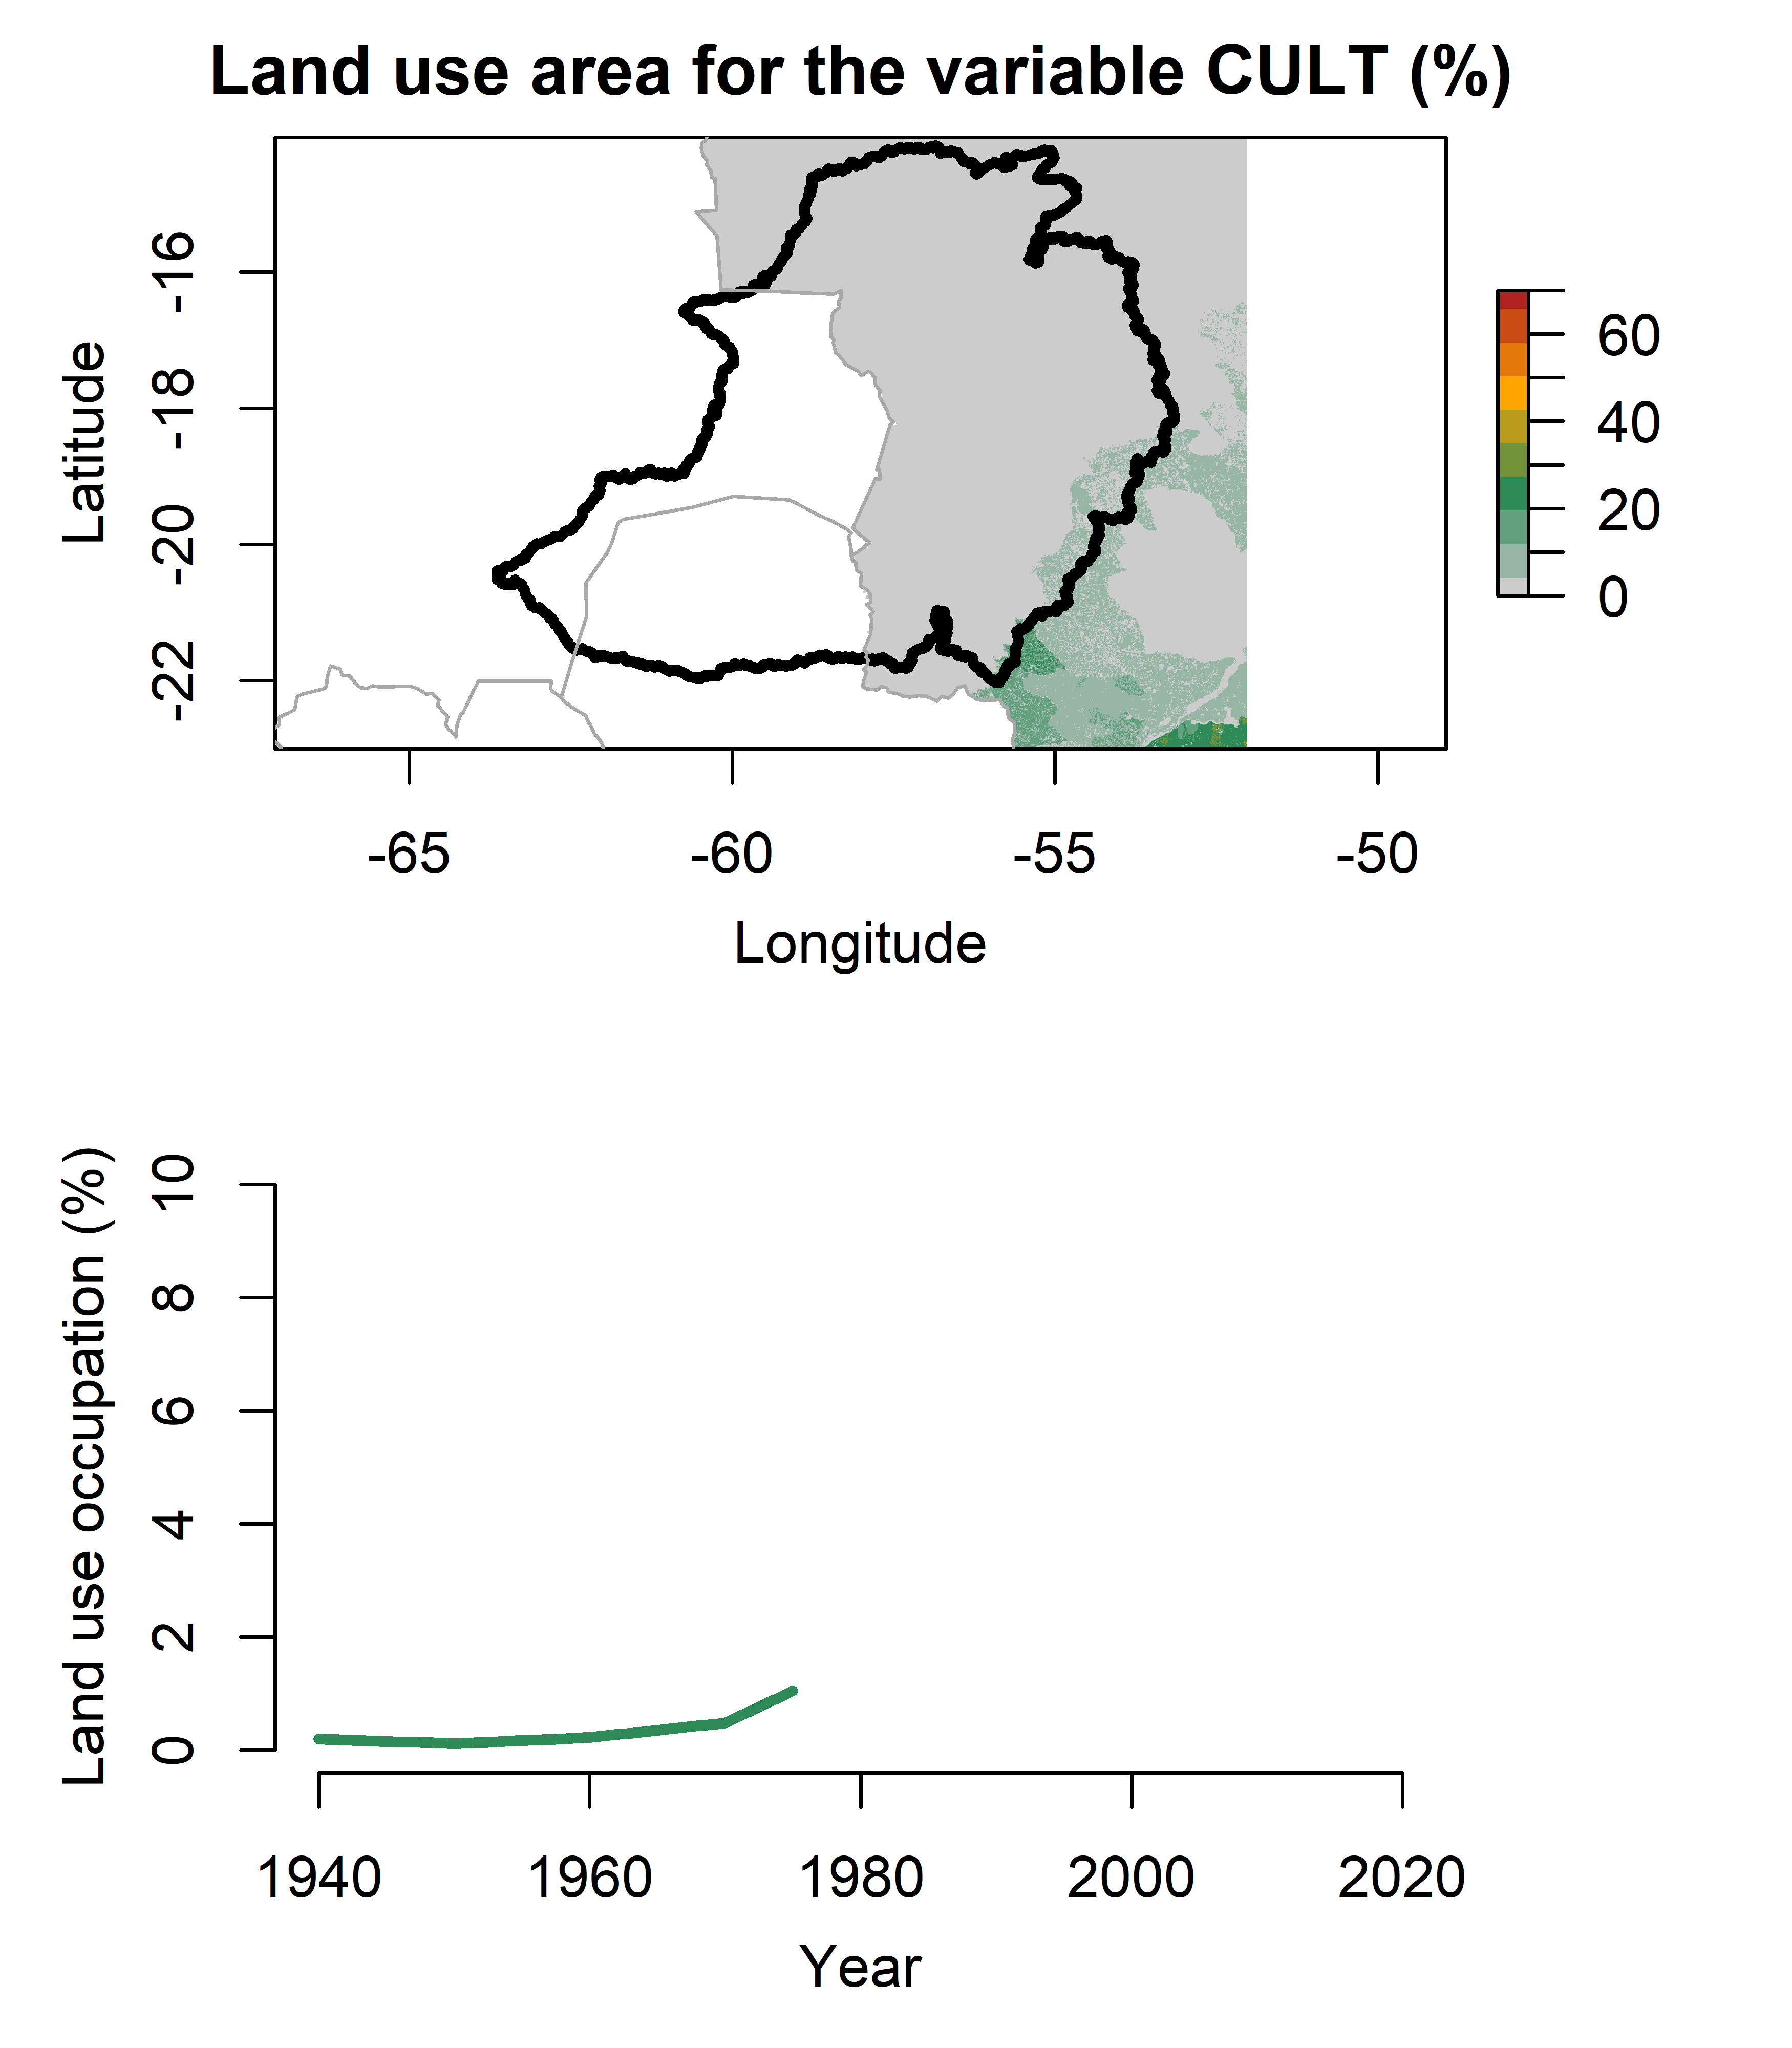 Land use area for the variable CULT (%)
Latitude
-16
-18
-20
-22
60
40
20
0
-65 -60 -55 -50
Longitude
Land use occupation (%)
10
8
6
4
2
0
1940 1960 1980 2000 2020
Year